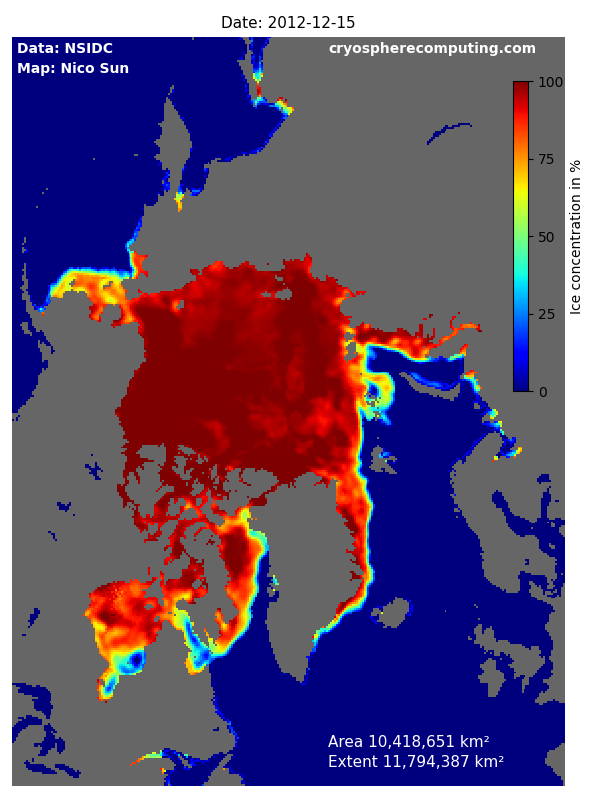 Date: 2012-12-15
Data: NSIDC
Map: Nico Sun
cryospherecomputing.com
100
75
50
25
0
Ice concentration in %
Area 10,418,651 km²
Extent 11,794,387 km²